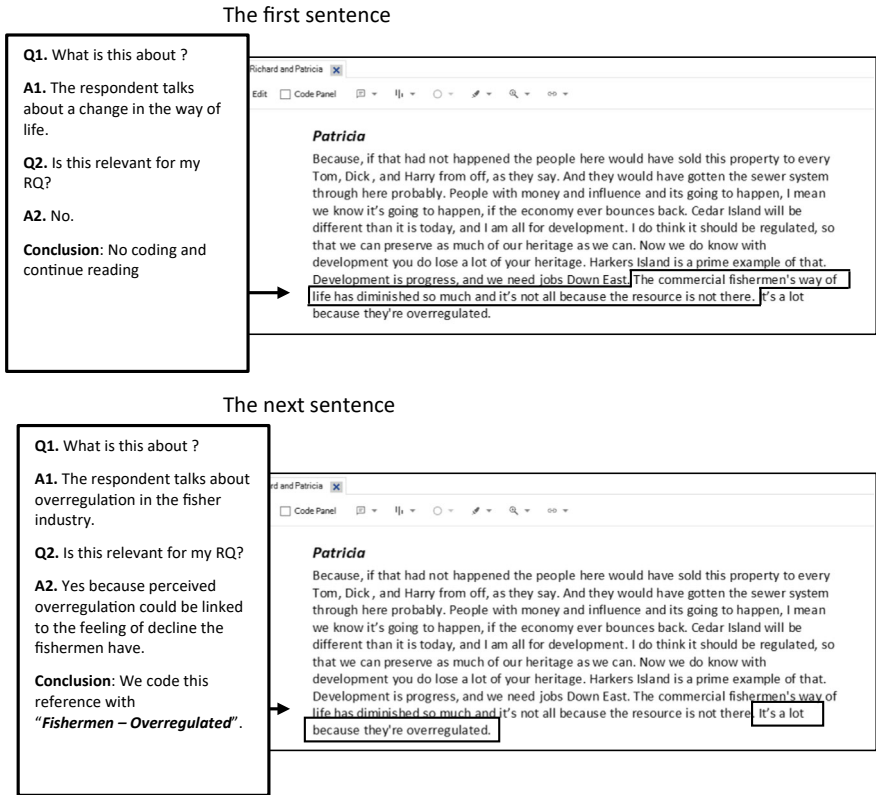 The first sentence
Q1. What is this about ?
A1. The respondent talks
about a change in the way of
life.
Q2. Is this relevant for my
RQ?
A2. No.
Conclusion: No coding and
continue reading
Richard and Patricia
Edit Code Panel
Patricia
Because, if that had not happened the people here would have sold this property to every
Tom, Dick, and Harry from off, as they say. And they would have gotten the sewer system
through here probably. People with money and influence and its going to happen, I mean
we know it's going to happen, if the economy ever bounces back. Cedar Island will be
different than it is today, and I am all for development. I do think it should be regulated, so
that we can preserve as much of our heritage as we can. Now we do know with
development you do lose a lot of your heritage. Harkers Island is a prime example of that.
Development is progress, and we need jobs Down East. The commercial fishermen's way of
life has diminished so much and it's not all because the resource is not there. It's a lot
because they're overregulated.
The next sentence
Q1. What is this about ?
A1. The respondent talks about
overregulation in the fisher
industry.
Q2. Is this relevant for my RQ?
A2. Yes because perceived
overregulation could be linked
to the feeling of decline the
fishermen have.
Conclusion: We code this
reference with
"Fishermen – Overregulated".
rd and Patricia
Code Panel
Patricia
Because, if that had not happened the people here would have sold this property to every
Tom, Dick, and Harry from off, as they say. And they would have gotten the sewer system
through here probably. People with money and influence and its going to happen, I mean
we know it's going to happen, if the economy ever bounces back. Cedar Island will be
different than it is today, and I am all for development. I do think it should be regulated, so
that we can preserve as much of our heritage as we can. Now we do know with
development you do lose a lot of your heritage. Harkers Island is a prime example of that.
Development is progress, and we need jobs Down East. The commercial fishermen's way of
life has diminished so much and it's not all because the resource is not there. It's a lot
because they're overregulated.